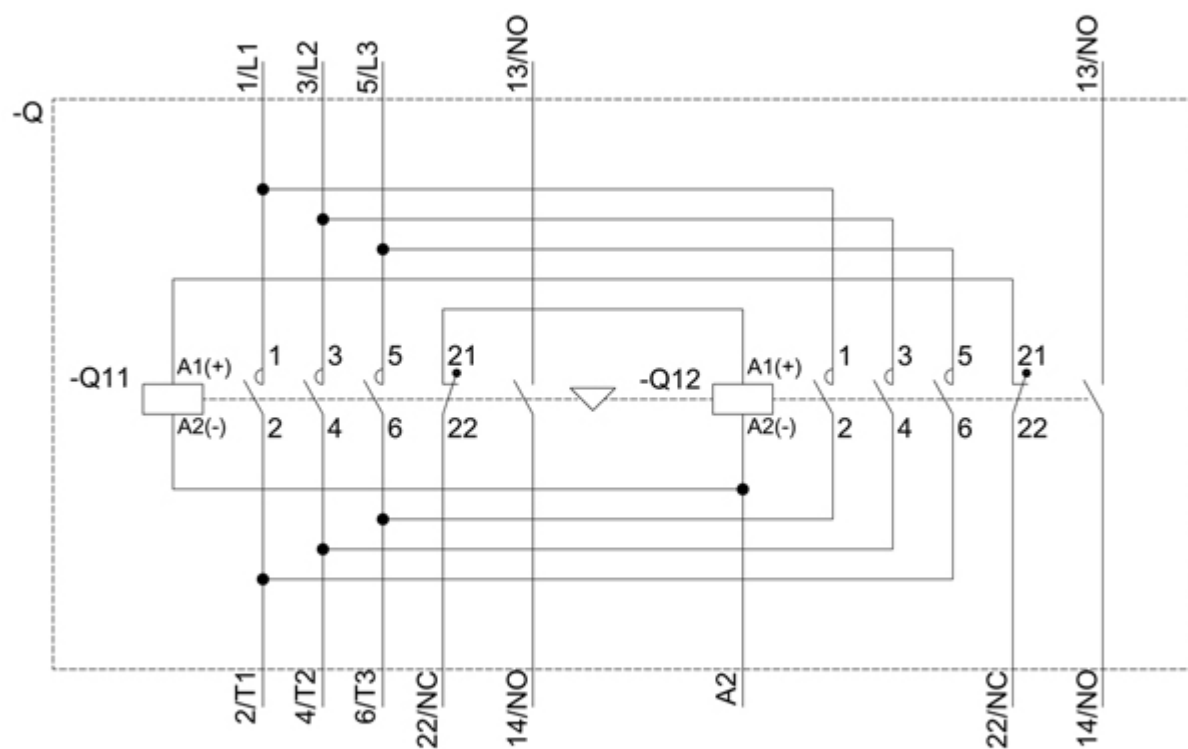 1/L1 3/L2 5/L3 13/NO 13/NO
-Q
1 3 5 21 1 3 5 21
-Q11 A1(+) -Q12 A1(+)
A2(-) 2 4 6 22 A2(-) 2 4 6 22
2/T1 4/T2 6/T3 22/NC 14/NO A2 22/NC 14/NO